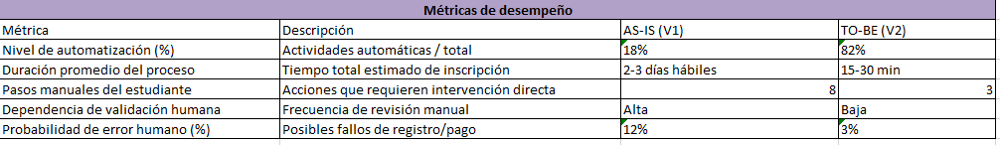 Métricas de desempeño
Métrica Descripción AS-IS (V1) TO-BE (V2)
Nivel de automatización (%) Actividades automáticas / total 18% 82%
Duración promedio del proceso Tiempo total estimado de inscripción 2-3 días hábiles 15-30 min
Pasos manuales del estudiante Acciones que requieren intervención directa 8 3
Dependencia de validación humana Frecuencia de revisión manual Alta Baja
Probabilidad de error humano (%) Posibles fallos de registro/pago 12% 3%